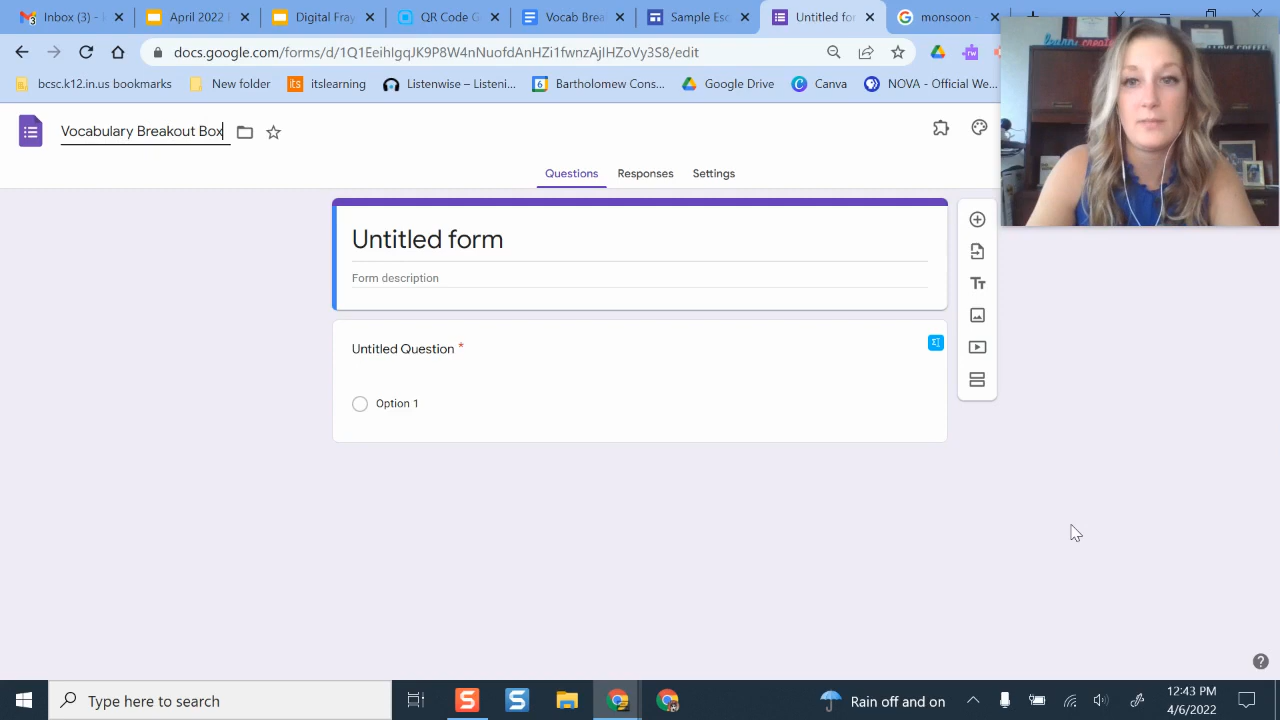 Inbox (3) -
April 2022
Digital Fray
QR Code G
Vocab Brea
Sample Esc
Untitled for
monsoon -
docs.google.com/forms/d/
/edit
bcsc.k12.in.us bookmarks
New folder
its
itslearning
Listenwise - Listeni...
6
Bartholomew Cons...
Google Drive
Canva
NOVA - Official We...
rw
Vocabulary Breakout Box
Questions
Responses
Settings
Untitled form
Form description
Untitled Question *
Option 1
Type here to search
Rain off and on
12:43 PM
4/6/2022